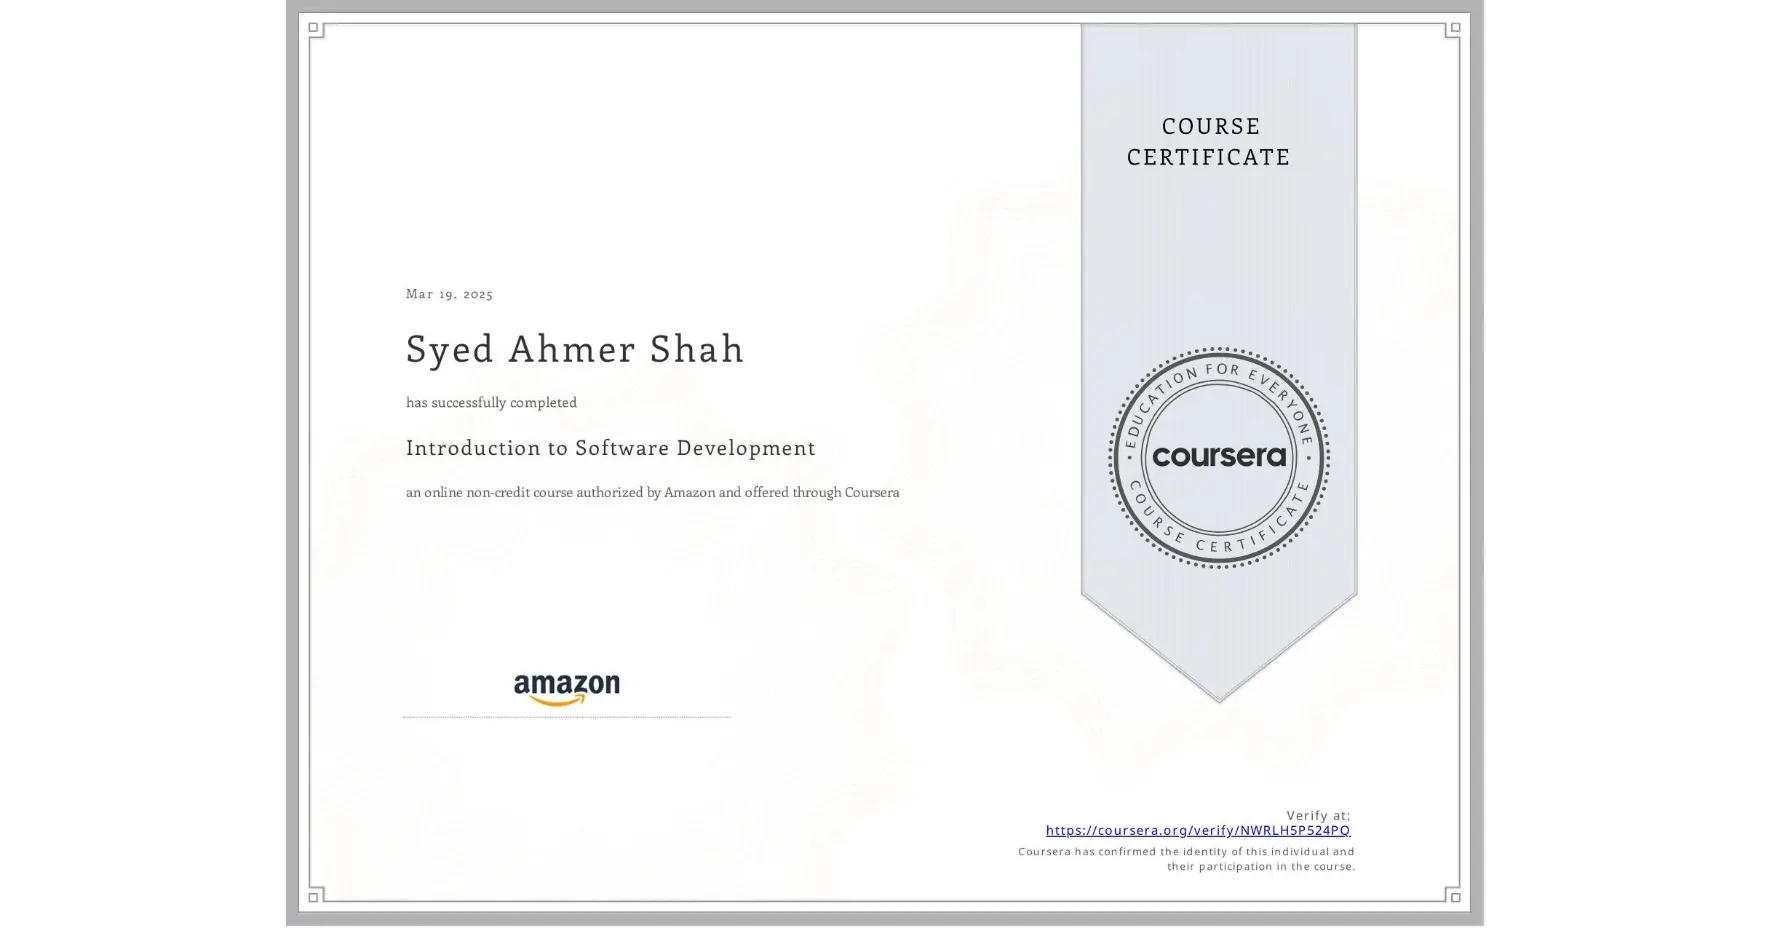 COURSE
CERTIFICATE
Mar 19, 2025
Syed Ahmer Shah
has successfully completed
Introduction to Software Development
an online non-credit course authorized by Amazon and offered through Coursera
EDUCATION FOR EVERYONE
coursera
COURSE CERTIFICATE
amazon
Verify at:
https://coursera.org/verify/NWRLH5P524PQ
Coursera has confirmed the identity of this individual and
their participation in the course.